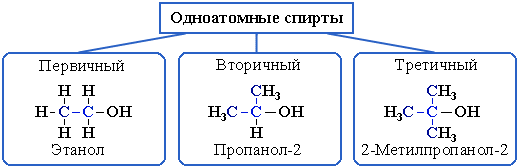 Одноатомные спирты
Первичный
H H
H-C-C-OH
H H
Этанол
Вторичный
CH₃
H₃C-C-OH
H
Пропанол-2
Третичный
CH₃
H₃C-C-OH
CH₃
2-Метилпропанол-2